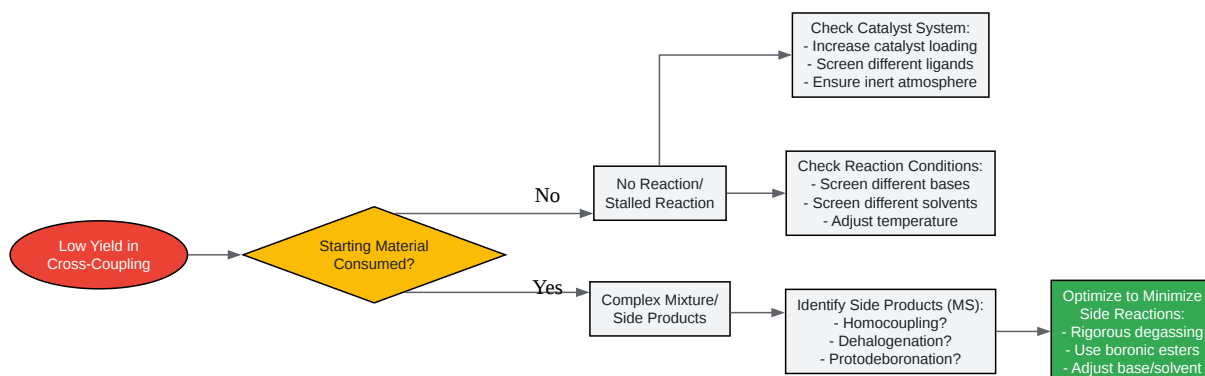 Check Catalyst System:
- Increase catalyst loading
- Screen different ligands
- Ensure inert atmosphere
No
No Reaction/
Stalled Reaction
Check Reaction Conditions:
- Screen different bases
- Screen different solvents
- Adjust temperature
Low Yield in
Cross-Coupling
Starting Material
Consumed?
Yes
Complex Mixture/
Side Products
Identify Side Products (MS):
- Homocoupling?
- Dehalogenation?
- Protodeboronation?
Optimize to Minimize
Side Reactions:
- Rigorous degassing
- Use boronic esters
- Adjust base/solvent